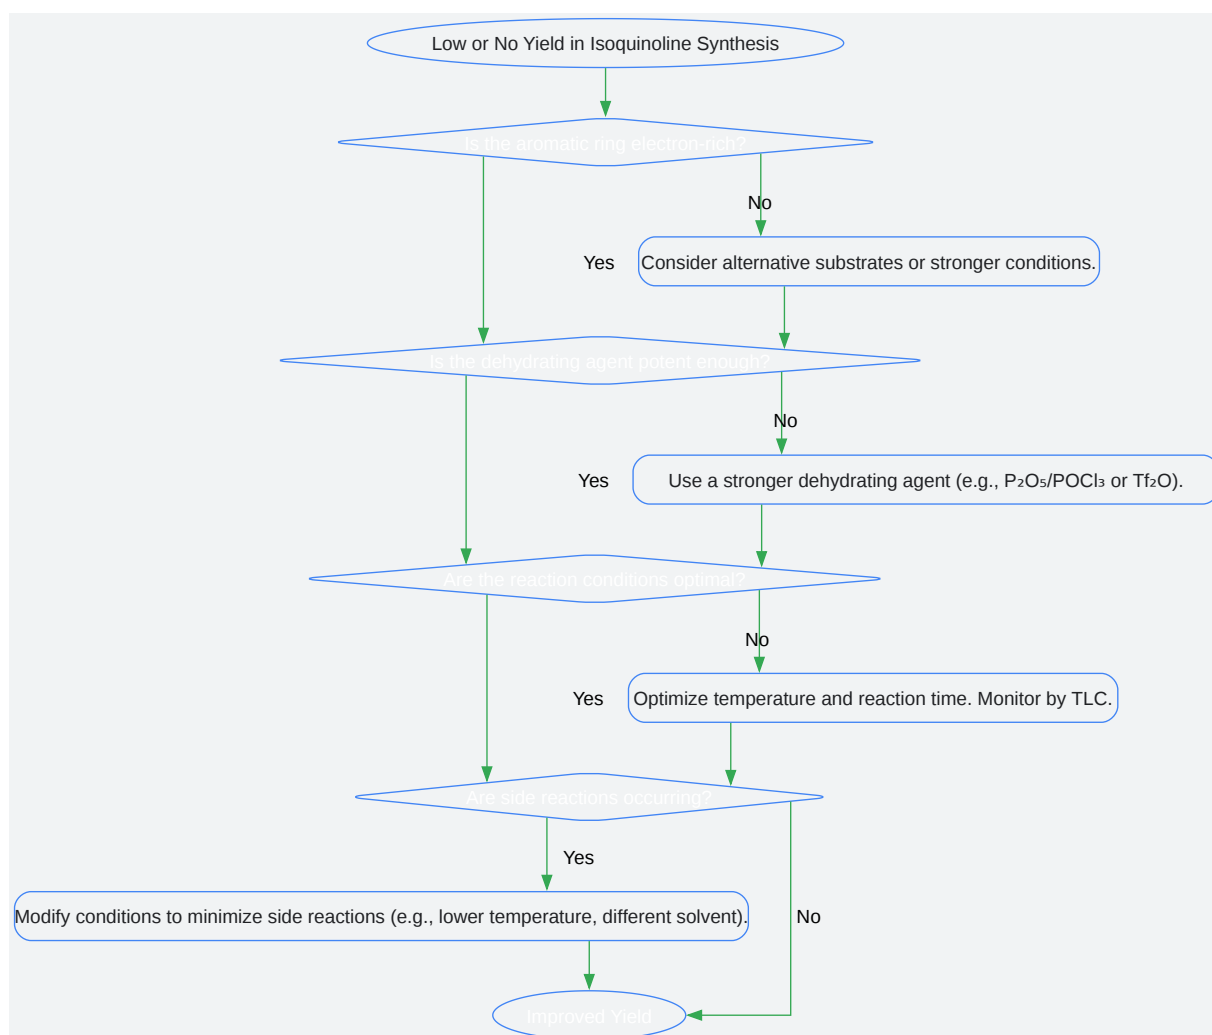 Low or No Yield in Isoquinoline Synthesis
Is the aromatic ring electron-rich?
No
Yes
Consider alternative substrates or stronger conditions.
Is the dehydrating agent potent enough?
No
Yes
Use a stronger dehydrating agent (e.g., P₂O₅/POCl₃ or Tf₂O).
Are the reaction conditions optimal?
No
Yes
Optimize temperature and reaction time. Monitor by TLC.
Are side reactions occurring?
Yes
Modify conditions to minimize side reactions (e.g., lower temperature, different solvent).
No
Improved Yield